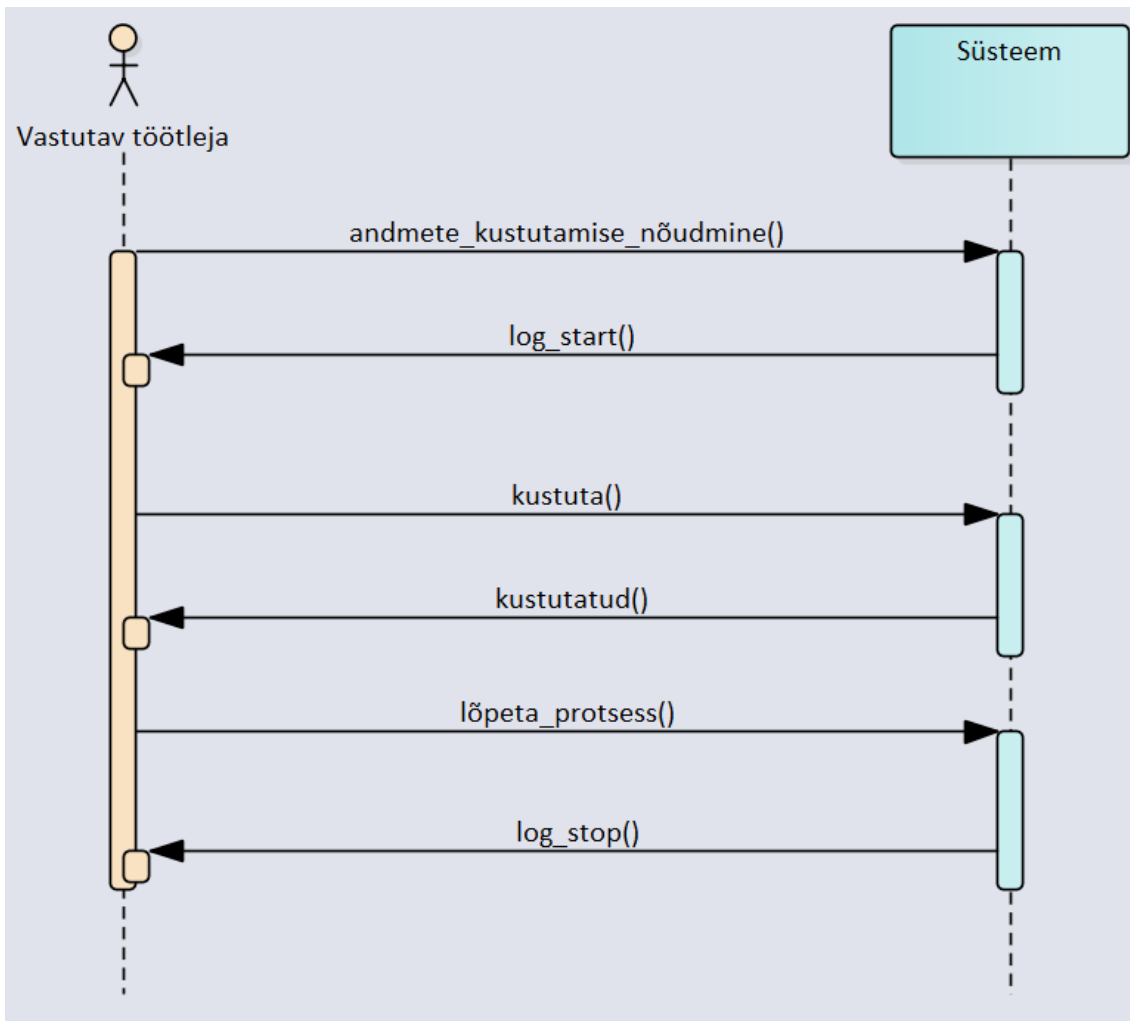 Süsteem
Vastutav töötleja
andmete_kustutamise_nõudmine()
log_start()
kustuta()
kustutatud()
lõpeta_protsess()
log_stop()